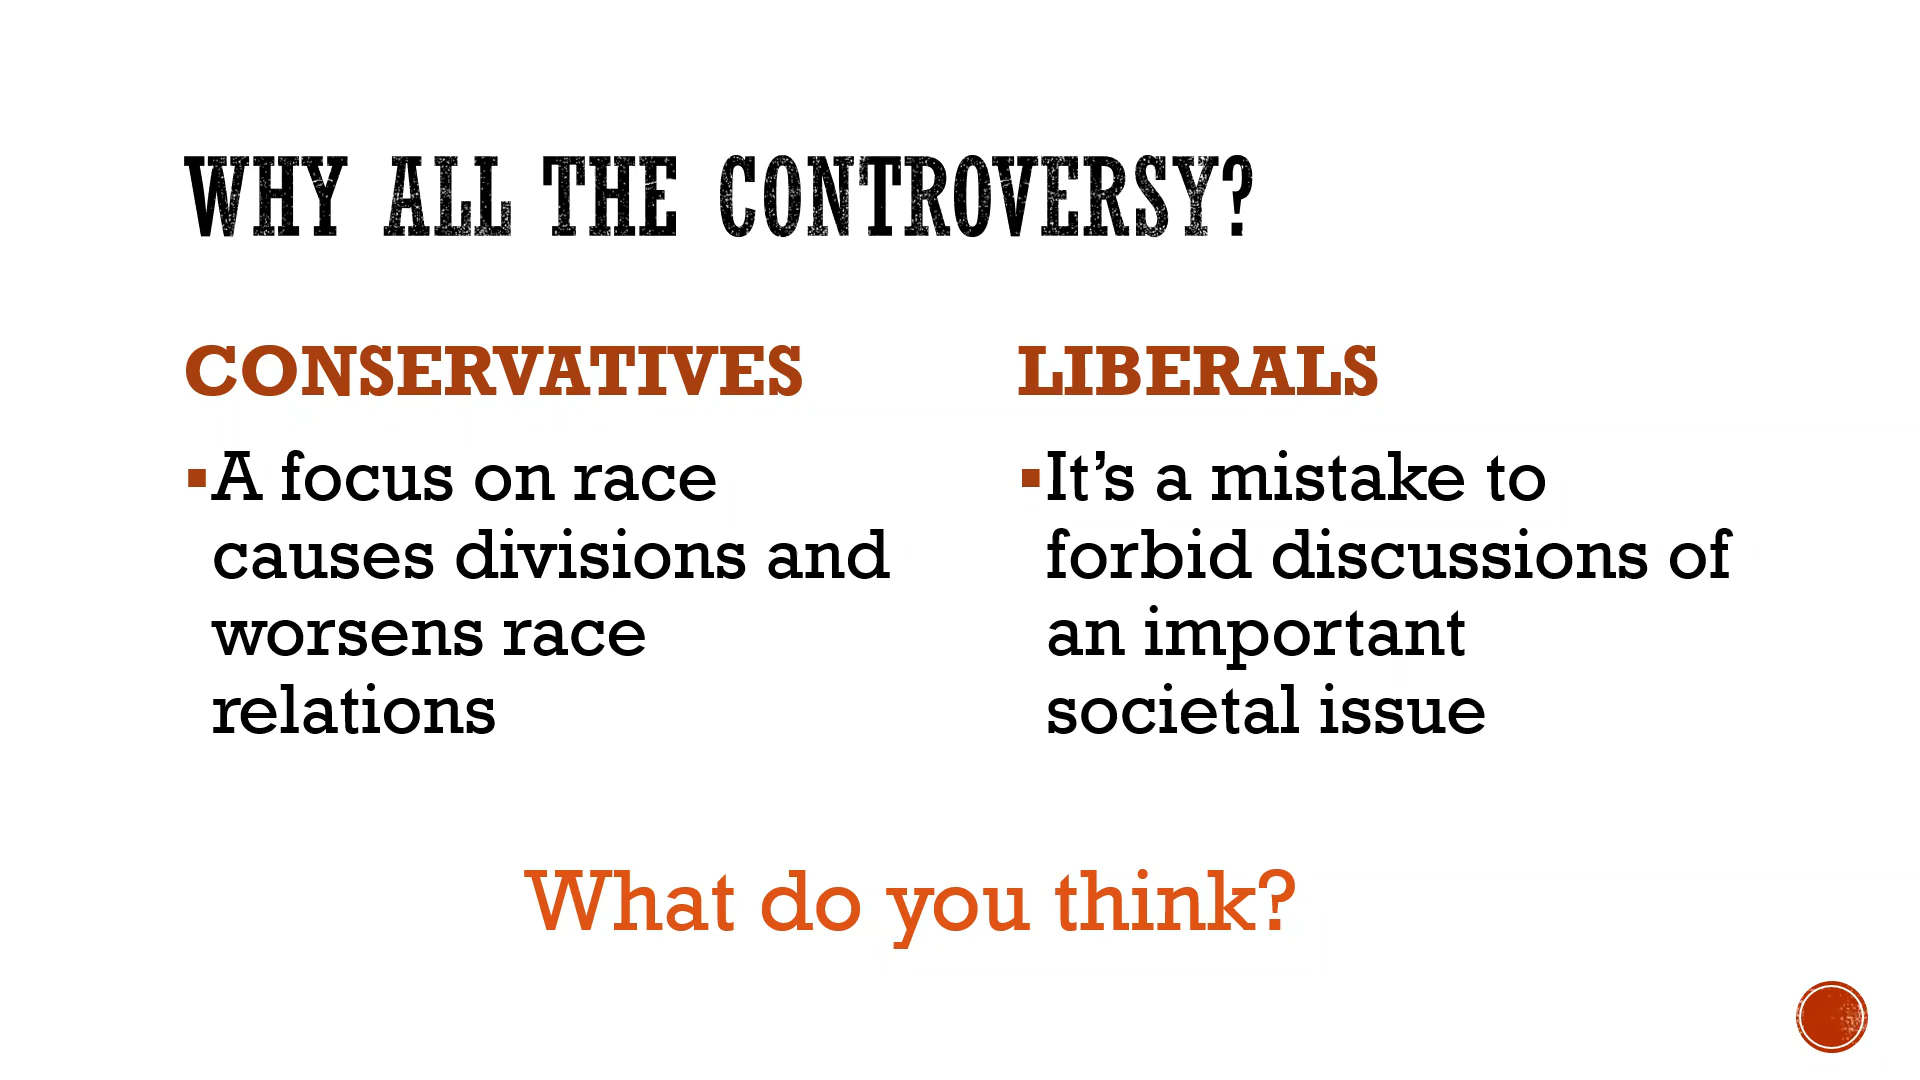 WHY ALL THE CONTROVERSY?
CONSERVATIVES
▪A focus on race
causes divisions and
worsens race
relations
LIBERALS
▪It’s a mistake to
forbid discussions of
an important
societal issue
What do you think?